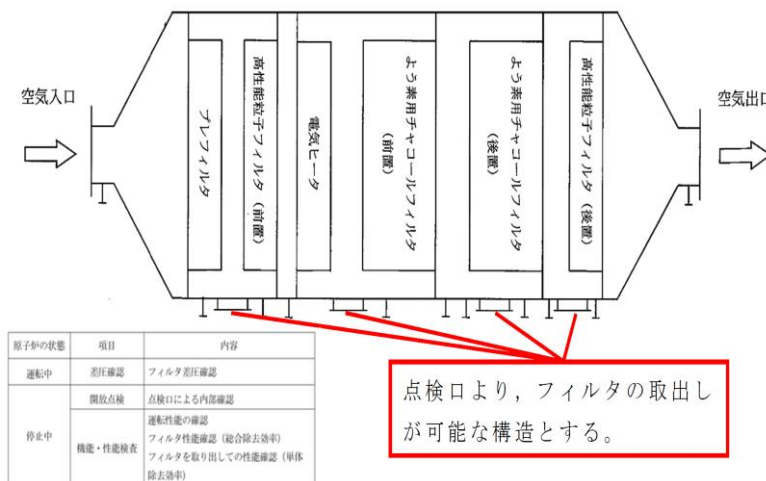 空気入口
プレフィルタ
高性能粒子フィルタ（前置）
電気ヒータ
よう素用チャコールフィルタ
（前置）
よう素用チャコールフィルタ
（後置）
高性能粒子フィルタ（後置）
空気出口
点検口より，フィルタの取出し
が可能な構造とする。
原子炉の状態 項目 内容
運転中 差圧確認 フィルタ差圧確認
停止中 開放点検 点検口による内部確認
機能・性能検査 運転性能の確認
フィルタ性能確認（総合除去効率）
フィルタを取り出しての性能確認（単体
除去効率）